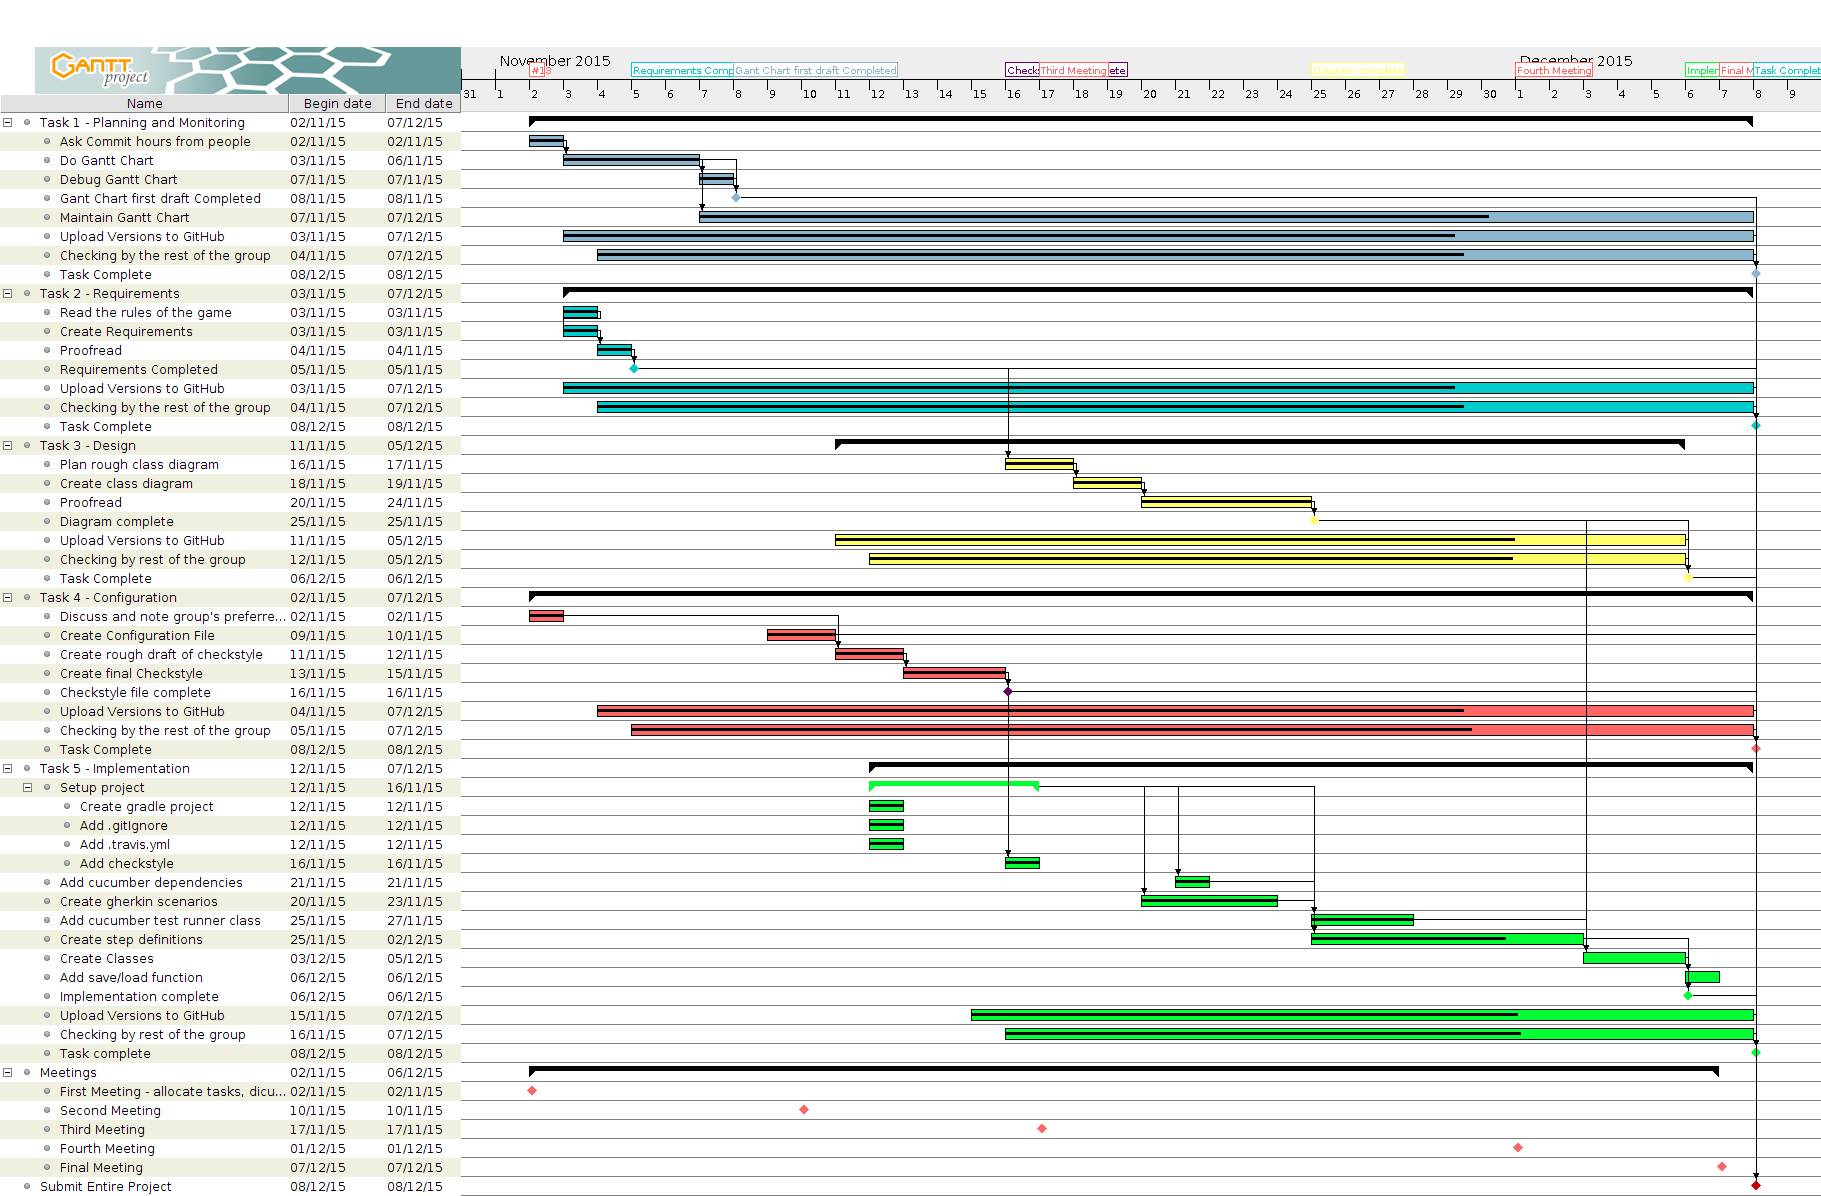 November 2015
December 2015
GANTT
project
#1
Requirements Comp
Gant Chart first draft Completed
Check
Third Meeting
ete
Diagram complete
Fourth Meeting
Implem
Final M
Task Complet
Name Begin date End date
31 1 2 3 4 5 6 7 8 9 10 11 12 13 14 15 16 17 18 19 20 21 22 23 24 25 26 27 28 29 30 1 2 3 4 5 6 7 8 9
Task 1 - Planning and Monitoring 02/11/15 07/12/15
Ask Commit hours from people 02/11/15 02/11/15
Do Gantt Chart 03/11/15 06/11/15
Debug Gantt Chart 07/11/15 07/11/15
Gant Chart first draft Completed 08/11/15 08/11/15
Maintain Gantt Chart 07/11/15 07/12/15
Upload Versions to GitHub 03/11/15 07/12/15
Checking by the rest of the group 04/11/15 07/12/15
Task Complete 08/12/15 08/12/15
Task 2 - Requirements 03/11/15 07/12/15
Read the rules of the game 03/11/15 03/11/15
Create Requirements 03/11/15 03/11/15
Proofread 04/11/15 04/11/15
Requirements Completed 05/11/15 05/11/15
Upload Versions to GitHub 03/11/15 07/12/15
Checking by the rest of the group 04/11/15 07/12/15
Task Complete 08/12/15 08/12/15
Task 3 - Design 11/11/15 05/12/15
Plan rough class diagram 16/11/15 17/11/15
Create class diagram 18/11/15 19/11/15
Proofread 20/11/15 24/11/15
Diagram complete 25/11/15 25/11/15
Upload Versions to GitHub 11/11/15 05/12/15
Checking by rest of the group 12/11/15 05/12/15
Task Complete 06/12/15 06/12/15
Task 4 - Configuration 02/11/15 07/12/15
Discuss and note group's preferre... 02/11/15 02/11/15
Create Configuration File 09/11/15 10/11/15
Create rough draft of checkstyle 11/11/15 12/11/15
Create final Checkstyle 13/11/15 15/11/15
Checkstyle file complete 16/11/15 16/11/15
Upload Versions to GitHub 04/11/15 07/12/15
Checking by the rest of the group 05/11/15 07/12/15
Task Complete 08/12/15 08/12/15
Task 5 - Implementation 12/11/15 07/12/15
Setup project 12/11/15 16/11/15
Create gradle project 12/11/15 12/11/15
Add .gitIgnore 12/11/15 12/11/15
Add .travis.yml 12/11/15 12/11/15
Add checkstyle 16/11/15 16/11/15
Add cucumber dependencies 21/11/15 21/11/15
Create gherkin scenarios 20/11/15 23/11/15
Add cucumber test runner class 25/11/15 27/11/15
Create step definitions 25/11/15 02/12/15
Create Classes 03/12/15 05/12/15
Add save/load function 06/12/15 06/12/15
Implementation complete 06/12/15 06/12/15
Upload Versions to GitHub 15/11/15 07/12/15
Checking by rest of the group 16/11/15 07/12/15
Task complete 08/12/15 08/12/15
Meetings 02/11/15 06/12/15
First Meeting - allocate tasks, dicu... 02/11/15 02/11/15
Second Meeting 10/11/15 10/11/15
Third Meeting 17/11/15 17/11/15
Fourth Meeting 01/12/15 01/12/15
Final Meeting 07/12/15 07/12/15
Submit Entire Project 08/12/15 08/12/15